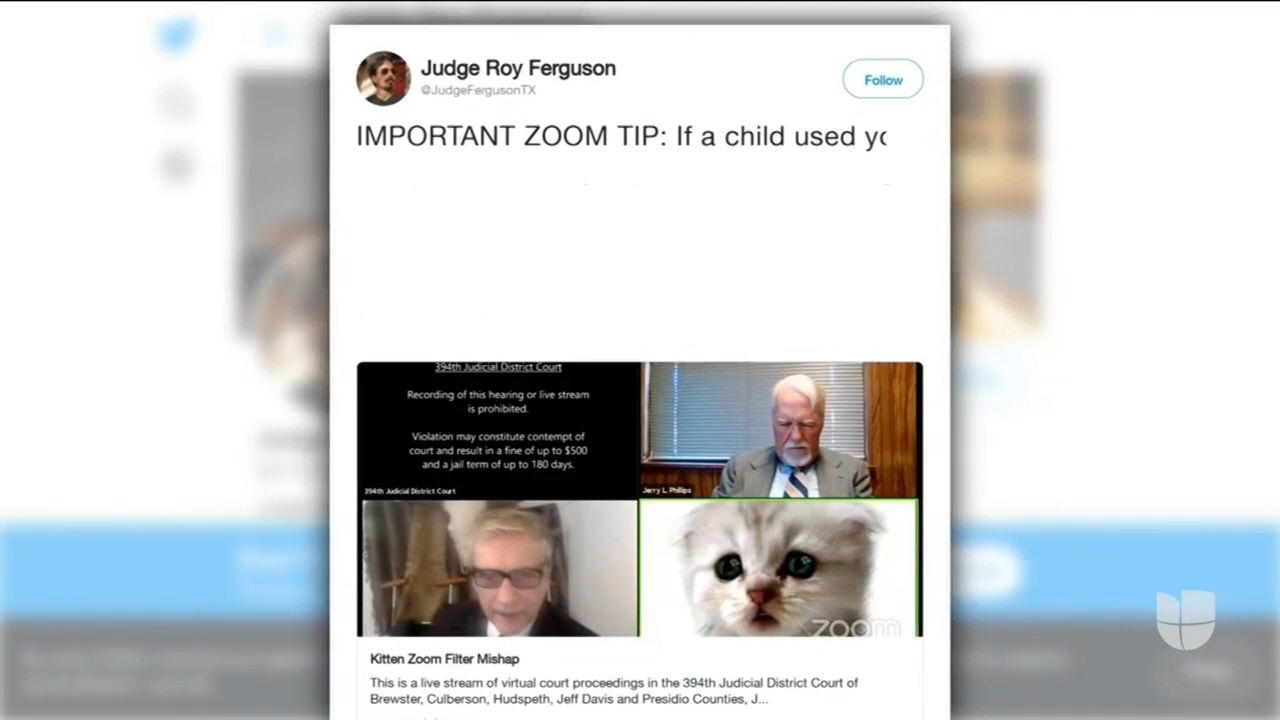 Judge Roy Ferguson
@JudgeFergusonTX
Follow
IMPORTANT ZOOM TIP: If a child used yo
394th Judicial District Court
Recording of this hearing or live stream
is prohibited.
Violation may constitute contempt of
court and result in a fine of up to $500
and a jail term of up to 180 days.
394th Judicial District Court
Jerry L. Phillips
zoom
Kitten Zoom Filter Mishap
This is a live stream of virtual court proceedings in the 394th Judicial District Court of
Brewster, Culberson, Hudspeth, Jeff Davis and Presidio Counties, J...